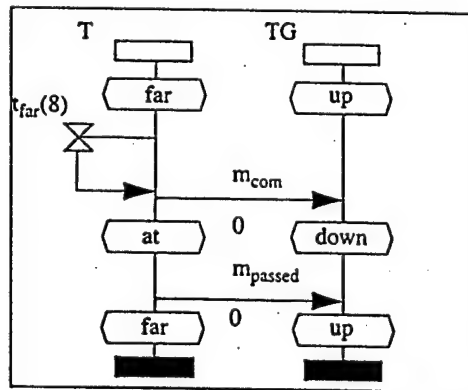 T TG
far up
t_far(8)
m_com
0
at down
m_passed
0
far up